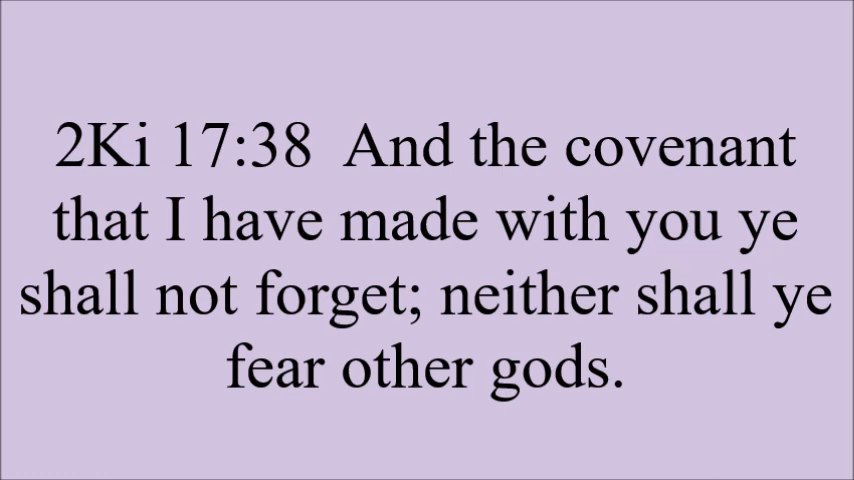 2Ki 17:38  And the covenant
that I have made with you ye
shall not forget; neither shall ye
fear other gods.